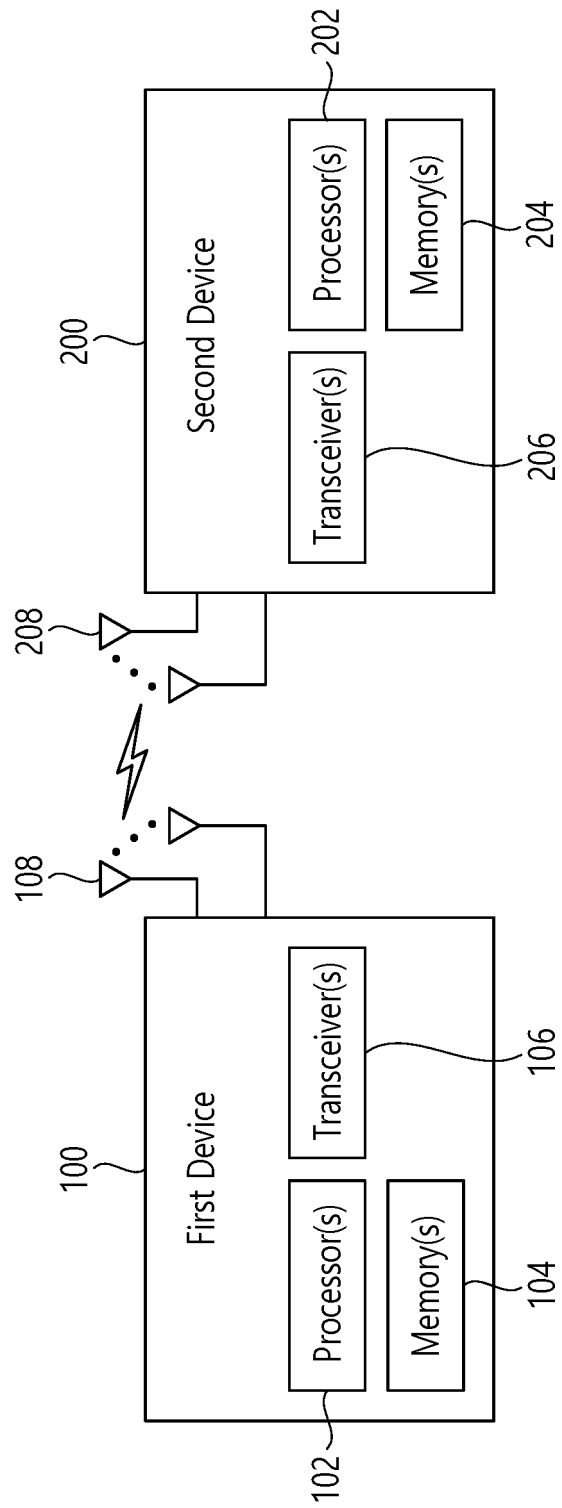 100
108
208
200
First Device
Second Device
102
Processor(s)
Transceiver(s)
Transceiver(s)
Processor(s)
202
Memory(s)
Memory(s)
104
106
206
204